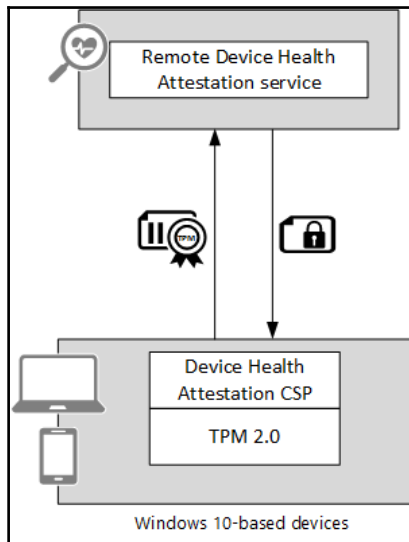 Remote Device Health
Attestation service
TPM
Device Health
Attestation CSP
TPM 2.0
Windows 10-based devices